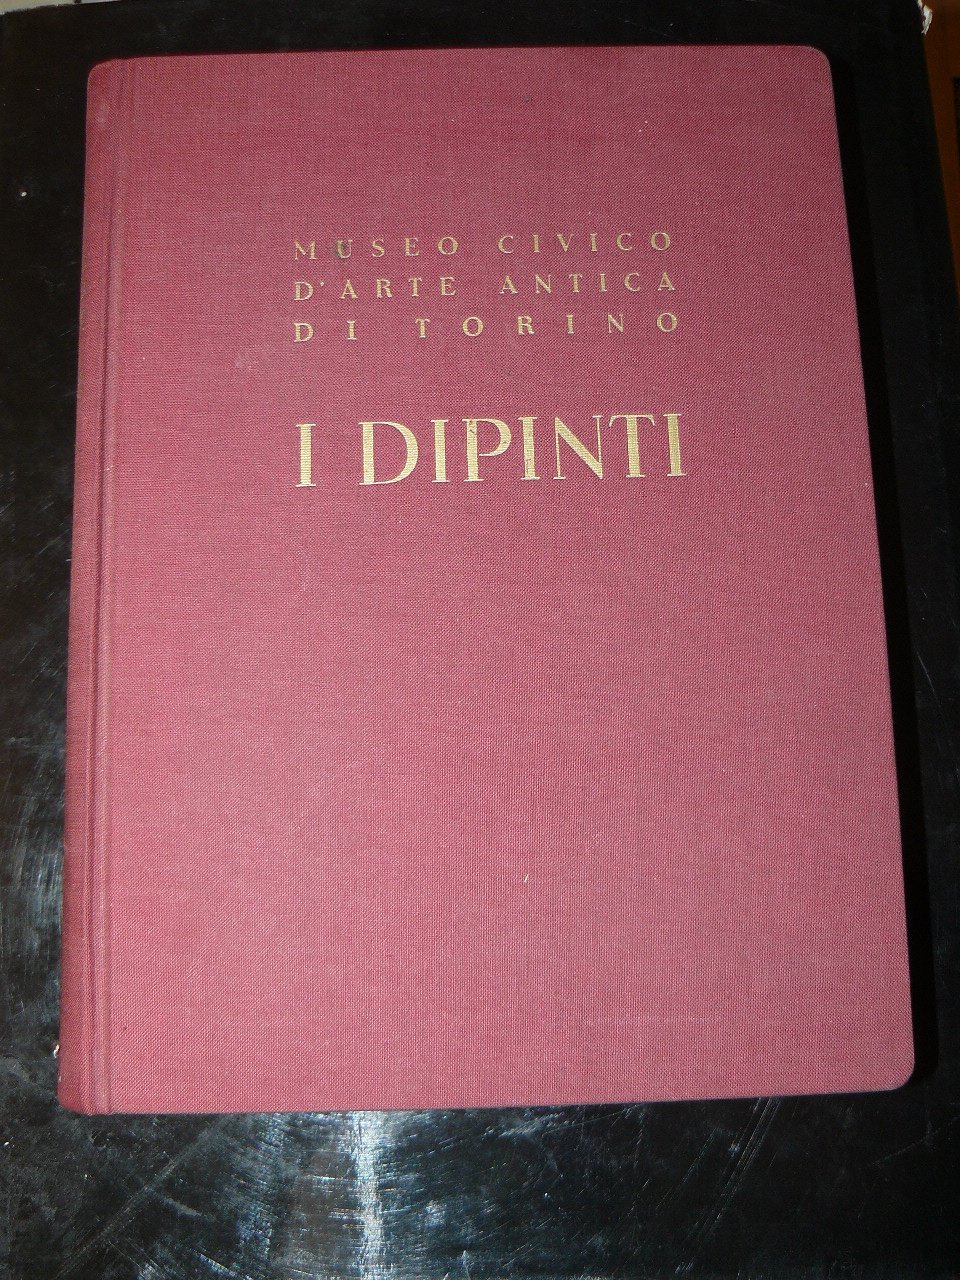 MUSEO CIVICO
D'ARTE ANTICA
DI TORINO
I DIPINTI